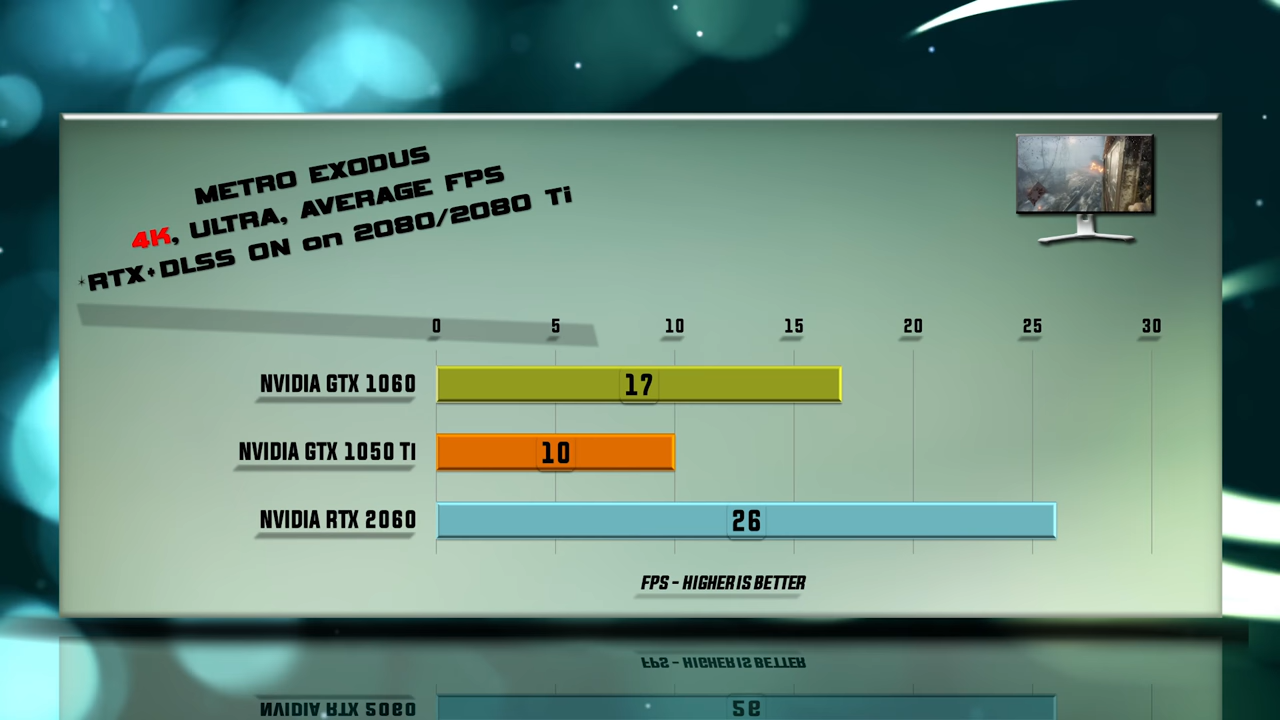 METRO EXODUS
4K, ULTRA, AVERAGE FPS
*RTX+DLSS ON on 2080/2080 Ti
0 5 10 15 20 25 30
NVIDIA GTX 1060 17
NVIDIA GTX 1050 TI 10
NVIDIA RTX 2060 26
FPS - HIGHER IS BETTER